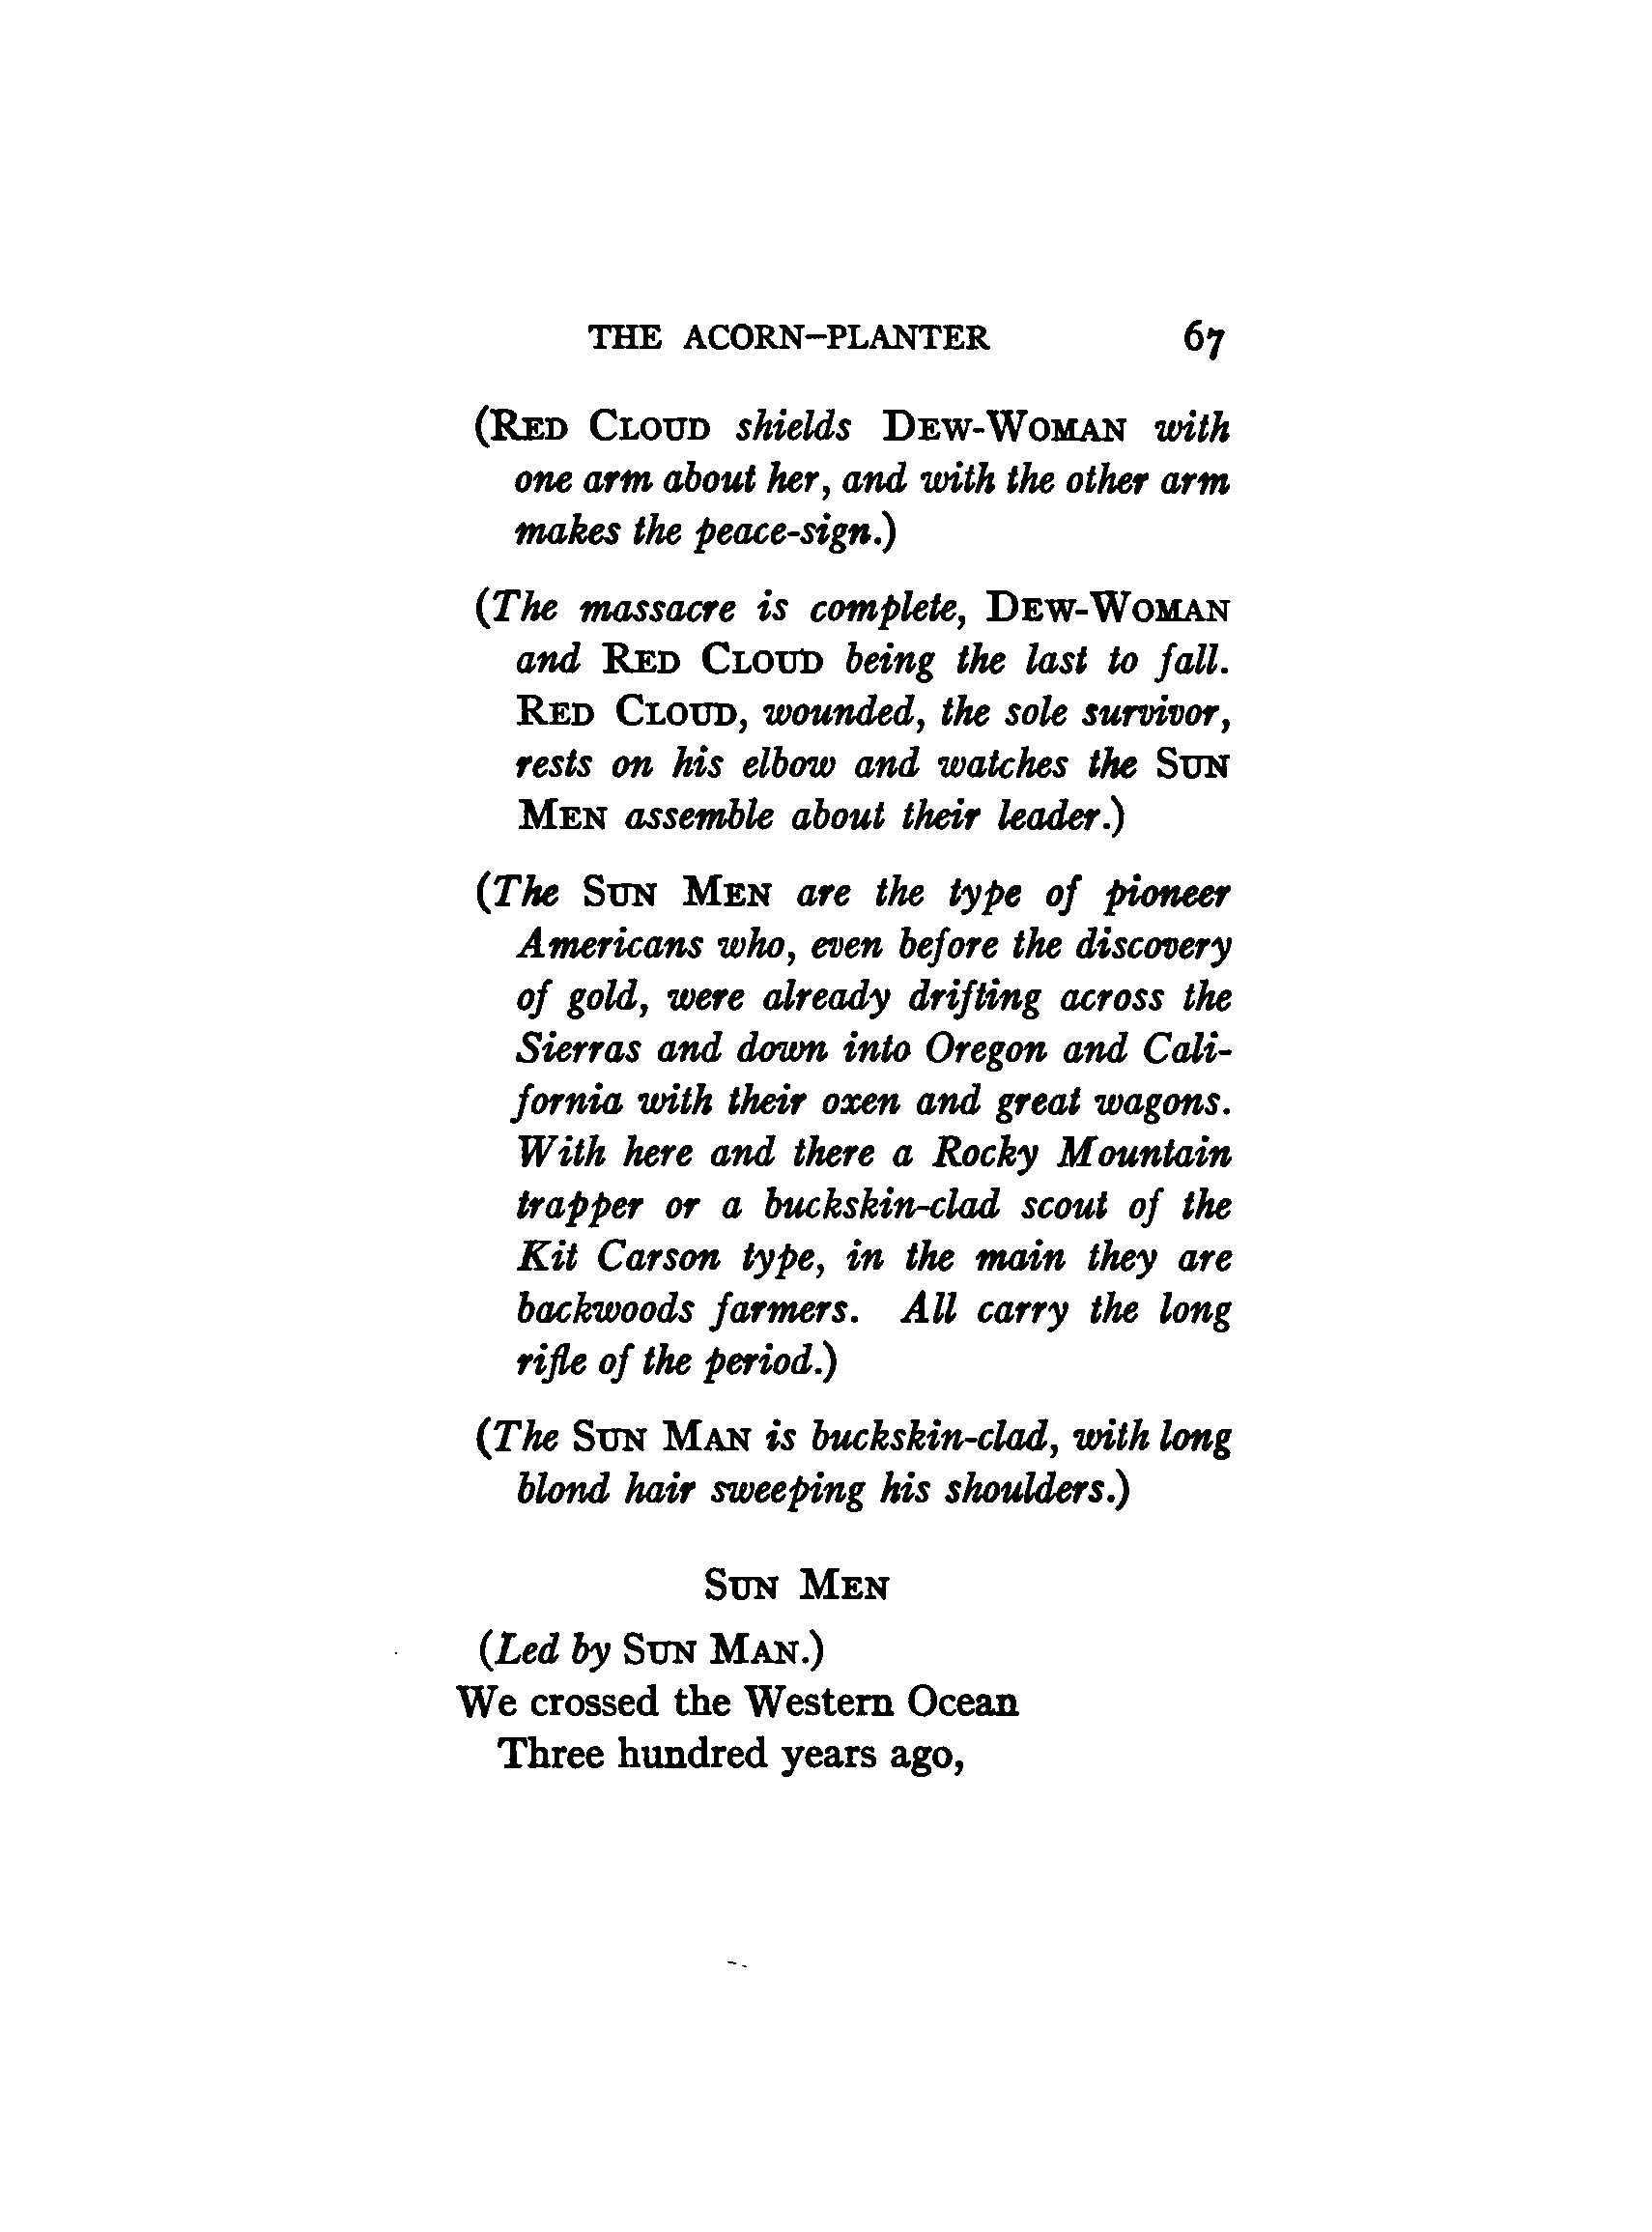 THE ACORN-PLANTER 67
(RED CLOUD shields DEW-WOMAN with
one arm about her, and with the other arm
makes the peace-sign.)
(The massacre is complete, DEW-WOMAN
and RED CLOUD being the last to fall.
RED CLOUD, wounded, the sole survivor,
rests on his elbow and watches the SUN
MEN assemble about their leader.)
(The SUN MEN are the type of pioneer
Americans who, even before the discovery
of gold, were already drifting across the
Sierras and down into Oregon and Cali-
fornia with their oxen and great wagons.
With here and there a Rocky Mountain
trapper or a buckskin-clad scout of the
Kit Carson type, in the main they are
backwoods farmers. All carry the long
rifle of the period.)
(The SUN MAN is buckskin-clad, with long
blond hair sweeping his shoulders.)
SUN MEN
(Led by SUN MAN.)
We crossed the Western Ocean
Three hundred years ago,